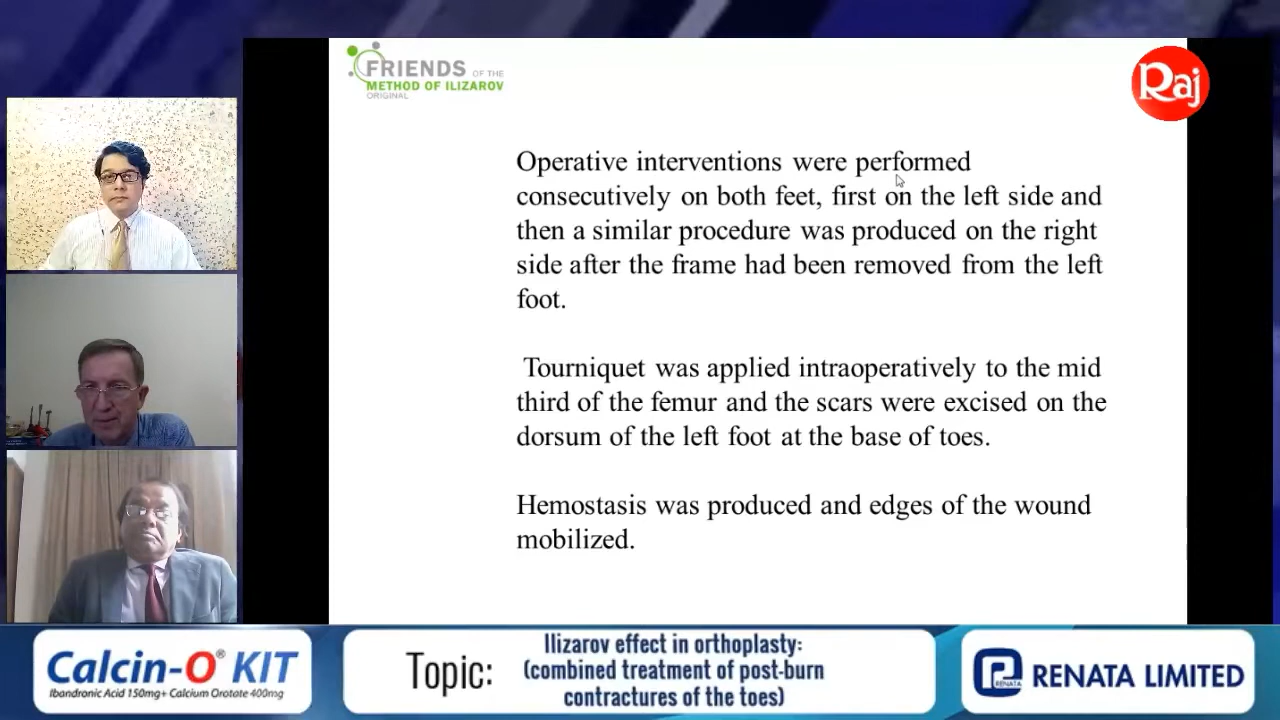 FRIENDS OF THE
METHOD OF ILIZAROV
ORIGINAL
Raj
Operative interventions were performed
consecutively on both feet, first on the left side and
then a similar procedure was produced on the right
side after the frame had been removed from the left
foot.
Tourniquet was applied intraoperatively to the mid
third of the femur and the scars were excised on the
dorsum of the left foot at the base of toes.
Hemostasis was produced and edges of the wound
mobilized.
Calcin-O® KIT
Ibandronic Acid 150mg+ Calcium Orotate 400mg
Topic:
Ilizarov effect in orthoplasty:
(combined treatment of post-burn
contractures of the toes)
RENATA
RENATA LIMITED